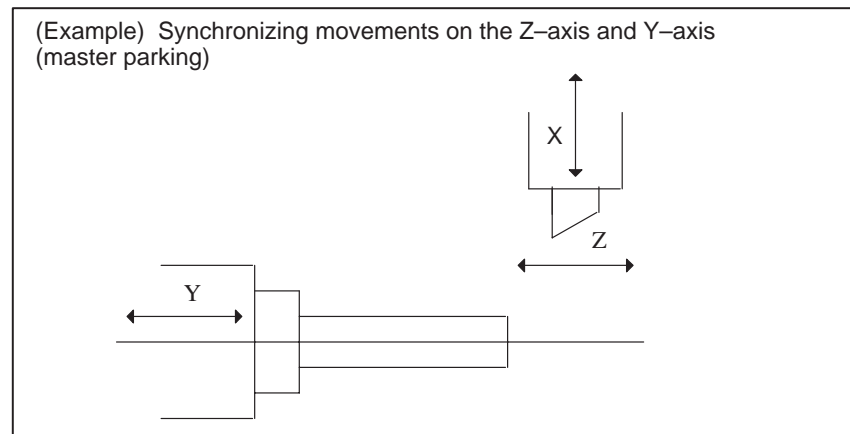 (Example) Synchronizing movements on the Z–axis and Y–axis
(master parking)
X
Z
Y